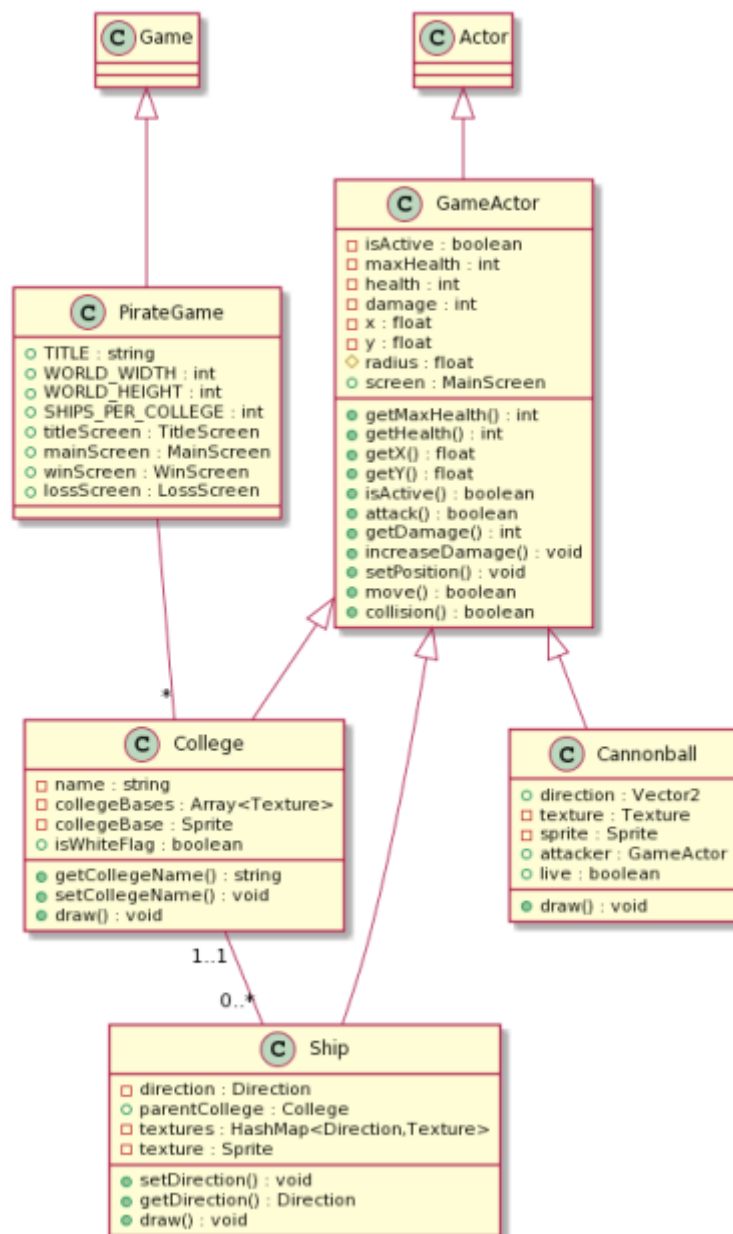 C Game
C Actor
C GameActor
isActive : boolean
maxHealth : int
health : int
damage : int
x : float
y : float
radius : float
screen : MainScreen
getMaxHealth() : int
getHealth() : int
getX() : float
getY() : float
isActive() : boolean
attack() : boolean
getDamage() : int
increaseDamage() : void
setPosition() : void
move() : boolean
collision() : boolean
C PirateGame
TITLE : string
WORLD_WIDTH : int
WORLD_HEIGHT : int
SHIPS_PER_COLLEGE : int
titleScreen : TitleScreen
mainScreen : MainScreen
winScreen : WinScreen
lossScreen : LossScreen
*
C College
name : string
collegeBases : Array<Texture>
collegeBase : Sprite
isWhiteFlag : boolean
getCollegeName() : string
setCollegeName() : void
draw() : void
C Cannonball
direction : Vector2
texture : Texture
sprite : Sprite
attacker : GameActor
live : boolean
draw() : void
1..1
0..*
C Ship
direction : Direction
parentCollege : College
textures : HashMap<Direction,Texture>
texture : Sprite
setDirection() : void
getDirection() : Direction
draw() : void